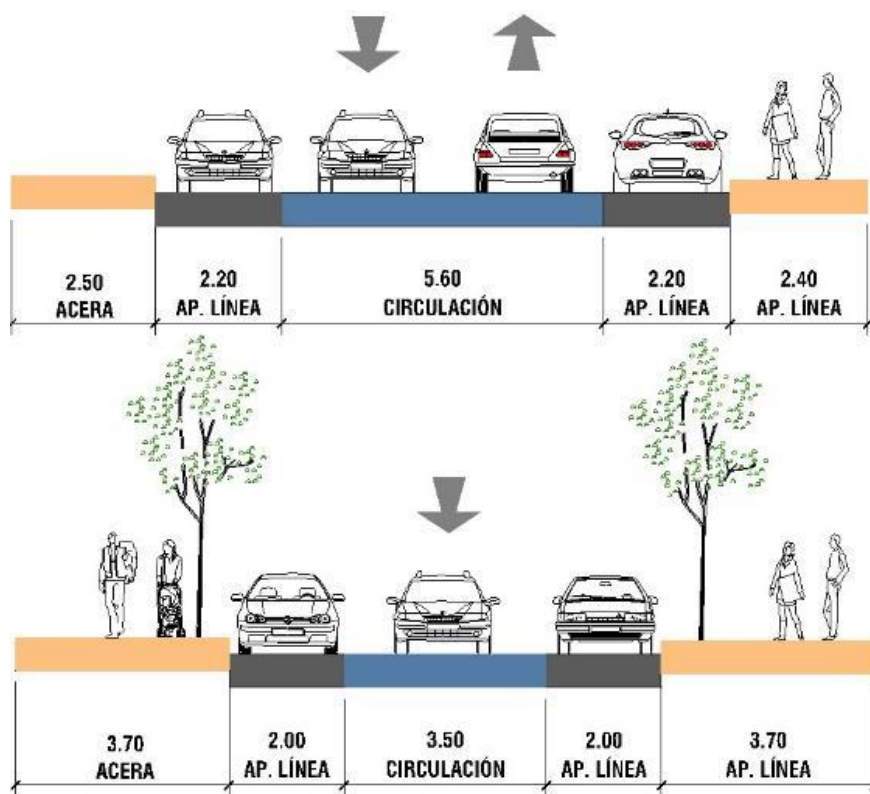 2.50 2.20 5.60 2.20 2.40
ACERA AP. LÍNEA CIRCULACIÓN AP. LÍNEA AP. LÍNEA
3.70 2.00 3.50 2.00 3.70
ACERA AP. LÍNEA CIRCULACIÓN AP. LÍNEA AP. LÍNEA